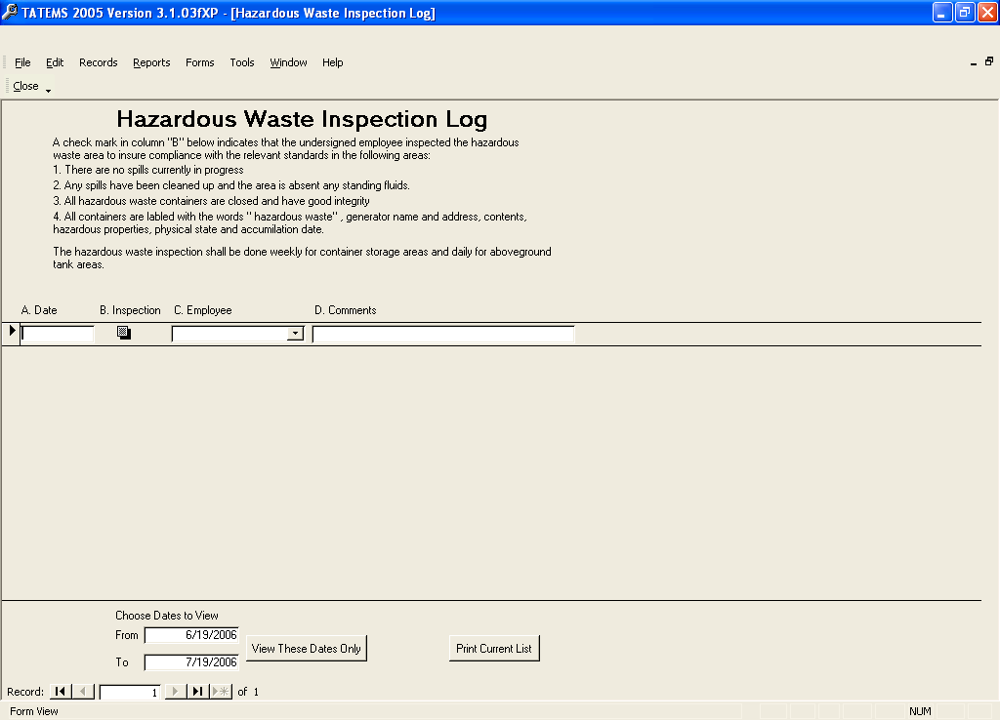 TATEMS 2005 Version 3.1.03fXP - [Hazardous Waste Inspection Log]
File Edit Records Reports Forms Tools Window Help
Close
Hazardous Waste Inspection Log
A check mark in column "B" below indicates that the undersigned employee inspected the hazardous
waste area to insure compliance with the relevant standards in the following areas:
1. There are no spills currently in progress
2. Any spills have been cleaned up and the area is absent any standing fluids.
3. All hazardous waste containers are closed and have good integrity
4. All containers are labled with the words " hazardous waste" , generator name and address, contents,
hazardous properties, physical state and accumilation date.
The hazardous waste inspection shall be done weekly for container storage areas and daily for aboveground
tank areas.
A. Date B. Inspection C. Employee D. Comments
Choose Dates to View
From 6/19/2006
To 7/19/2006
View These Dates Only
Print Current List
Record: 1 of 1
Form View NUM